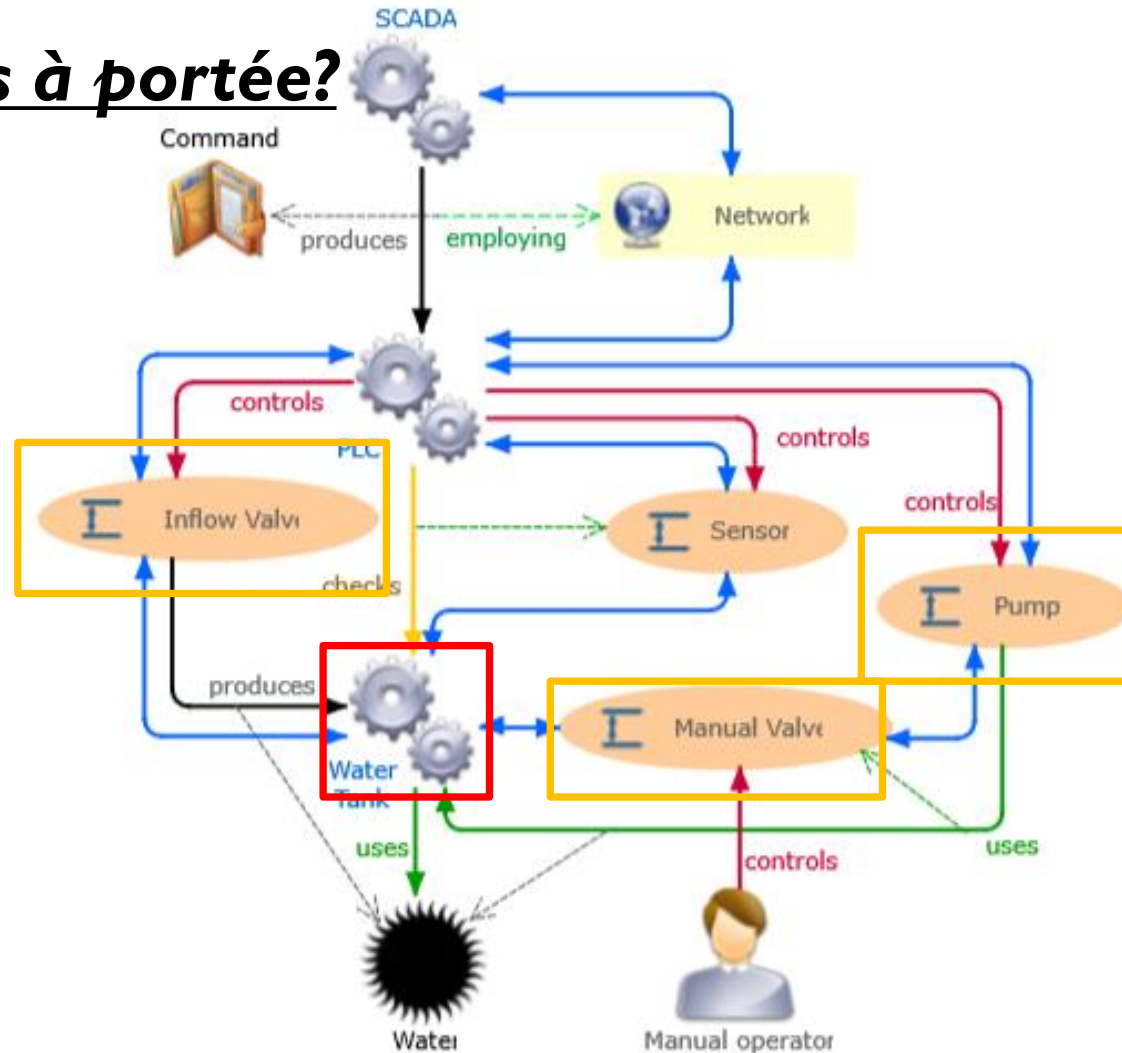 SCADA
s à portée?
Command
Network
produces
employing
controls
PLC
controls
controls
Inflow Valve
Sensor
checks
Pump
produces
Manual Valve
Water
Tank
uses
uses
controls
Water
Manual operator